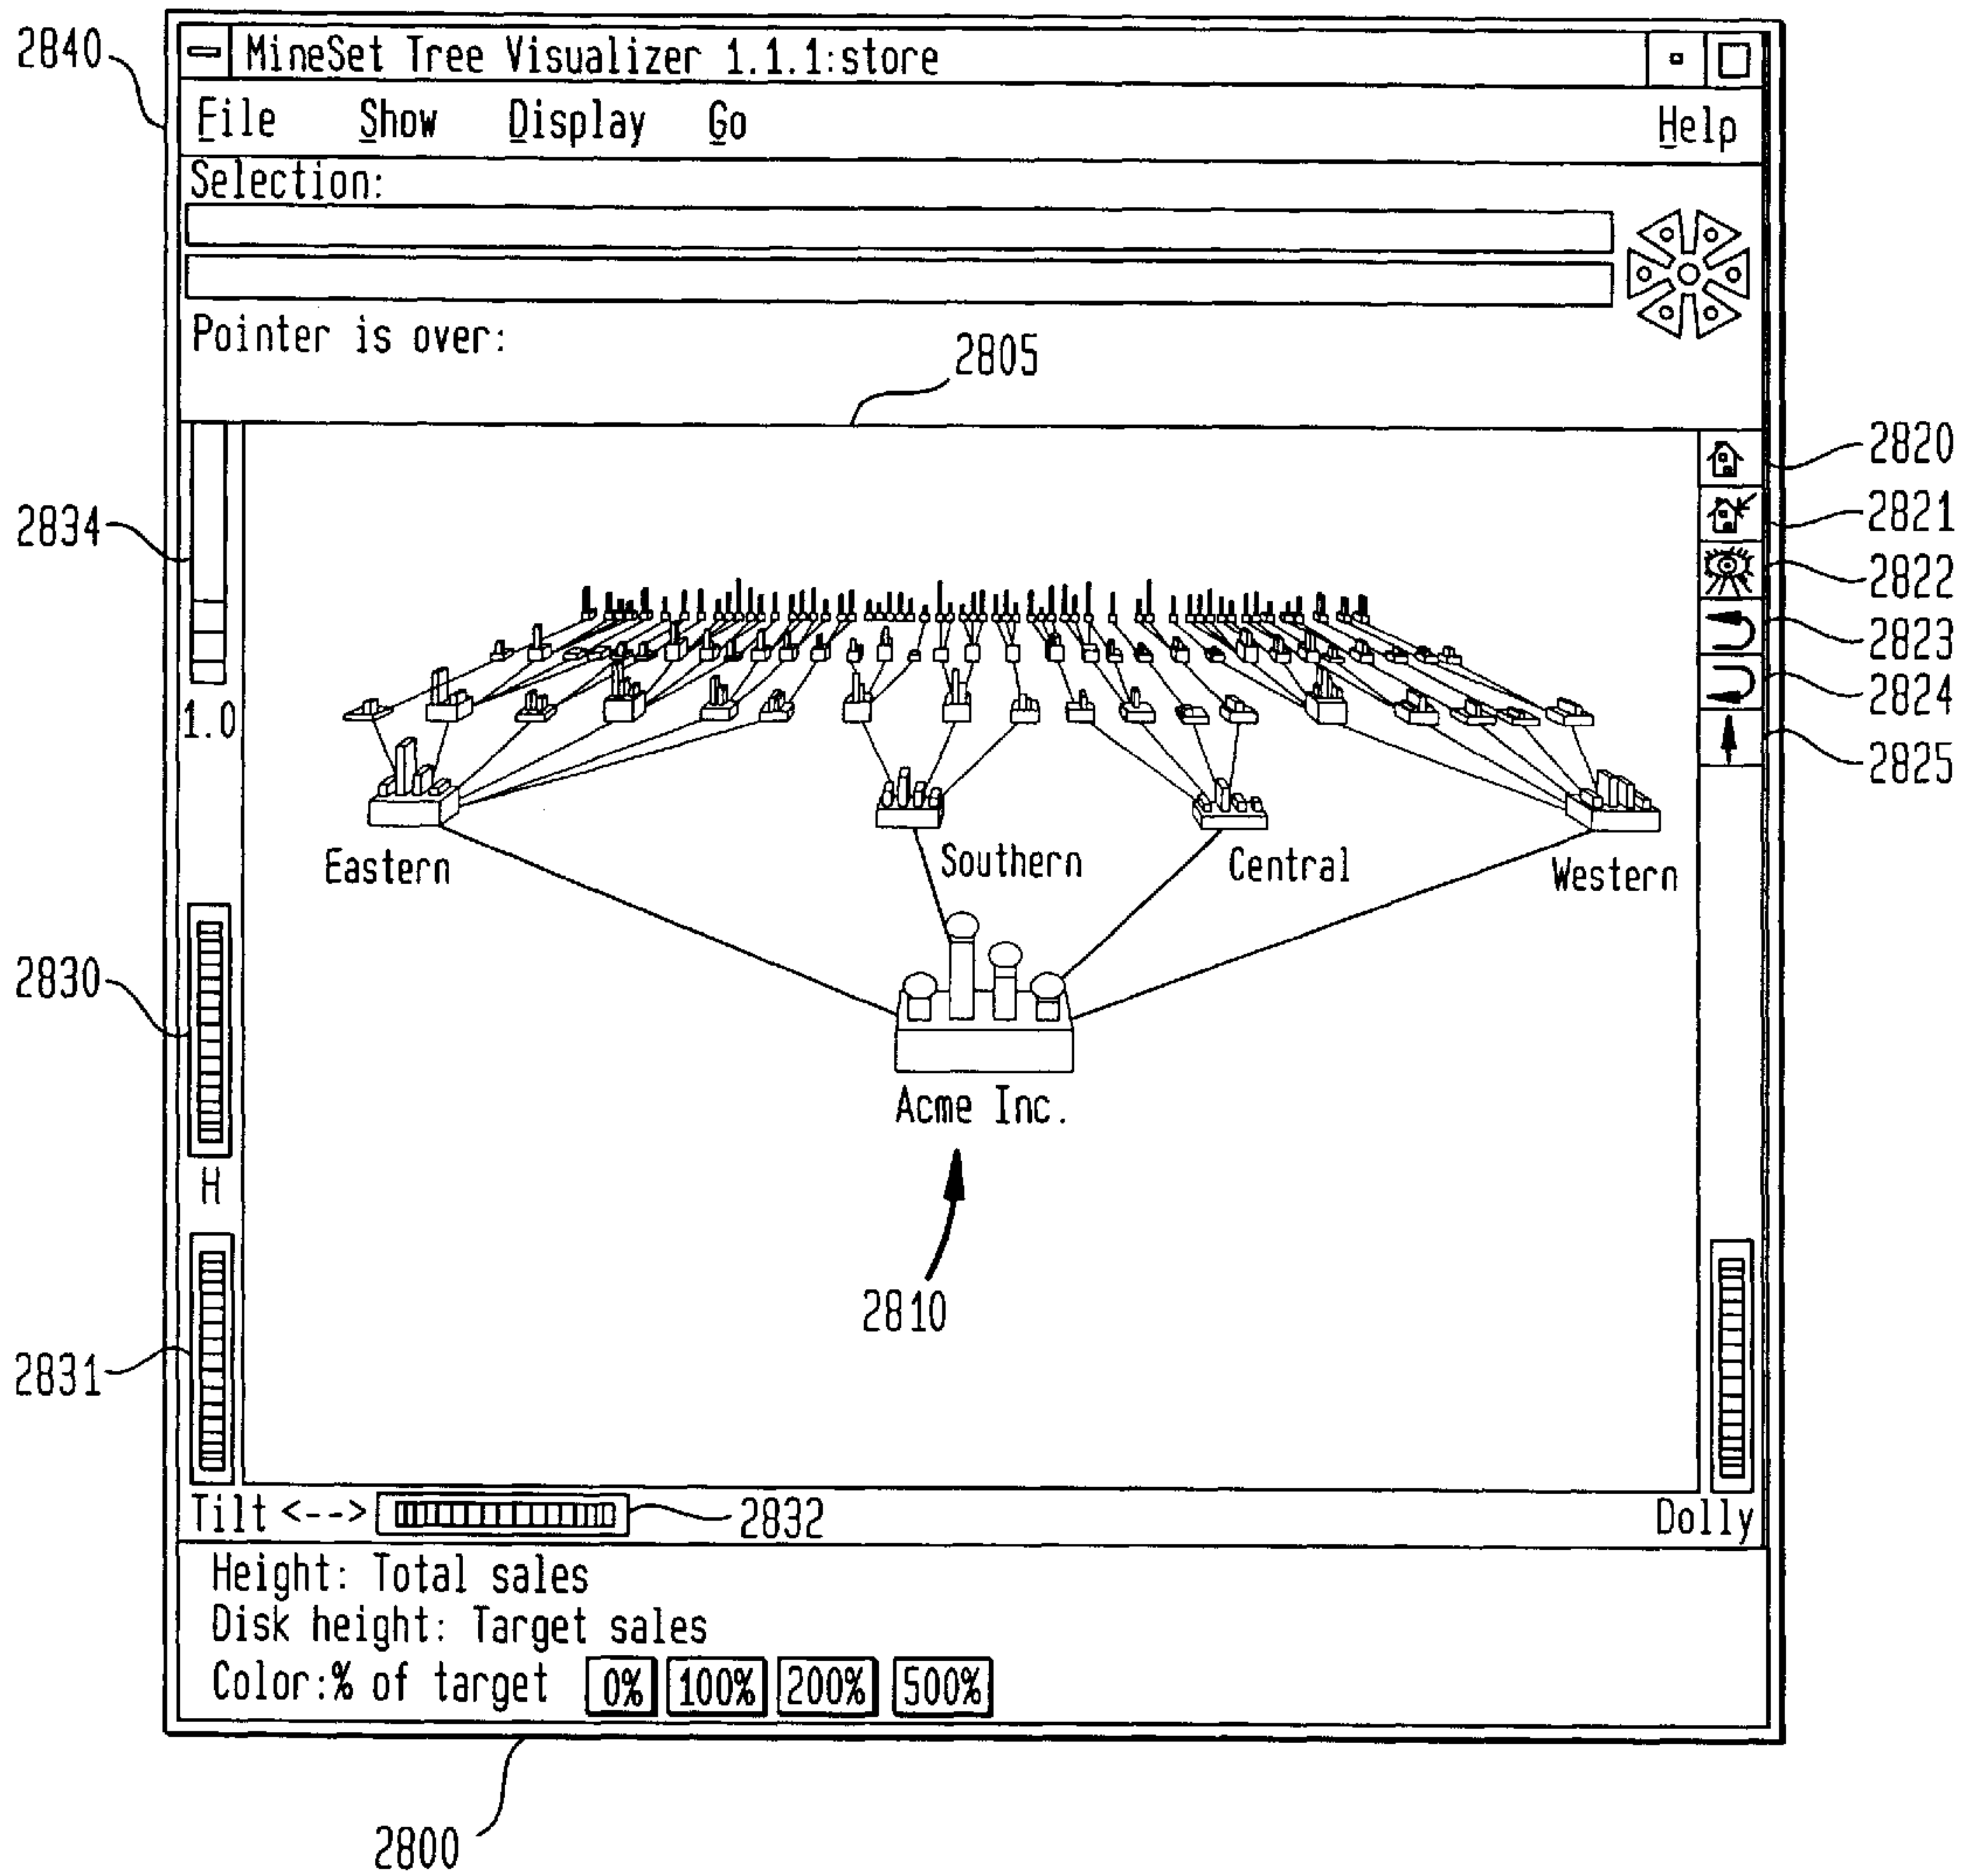 2840
MineSet Tree Visualizer 1.1.1:store
File Show Display Go Help
Selection:
Pointer is over:
2805
2820
2821
2834
2822
2823
2824
1.0
2825
Eastern Southern Central Western
2830
Acme Inc.
H
2810
2831
Tilt <--> 2832 Dolly
Height: Total sales
Disk height: Target sales
Color:% of target 0% 100% 200% 500%
2800